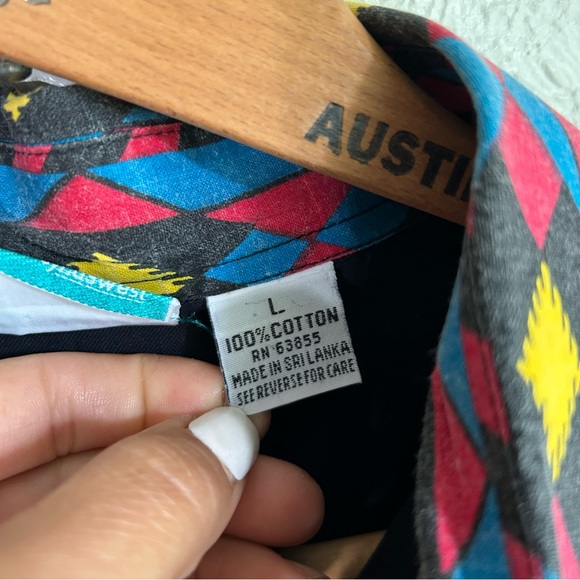 AUSTI
L
100% COTTON
RN 63855
MADE IN SRI LANKA
SEE REVERSE FOR CARE